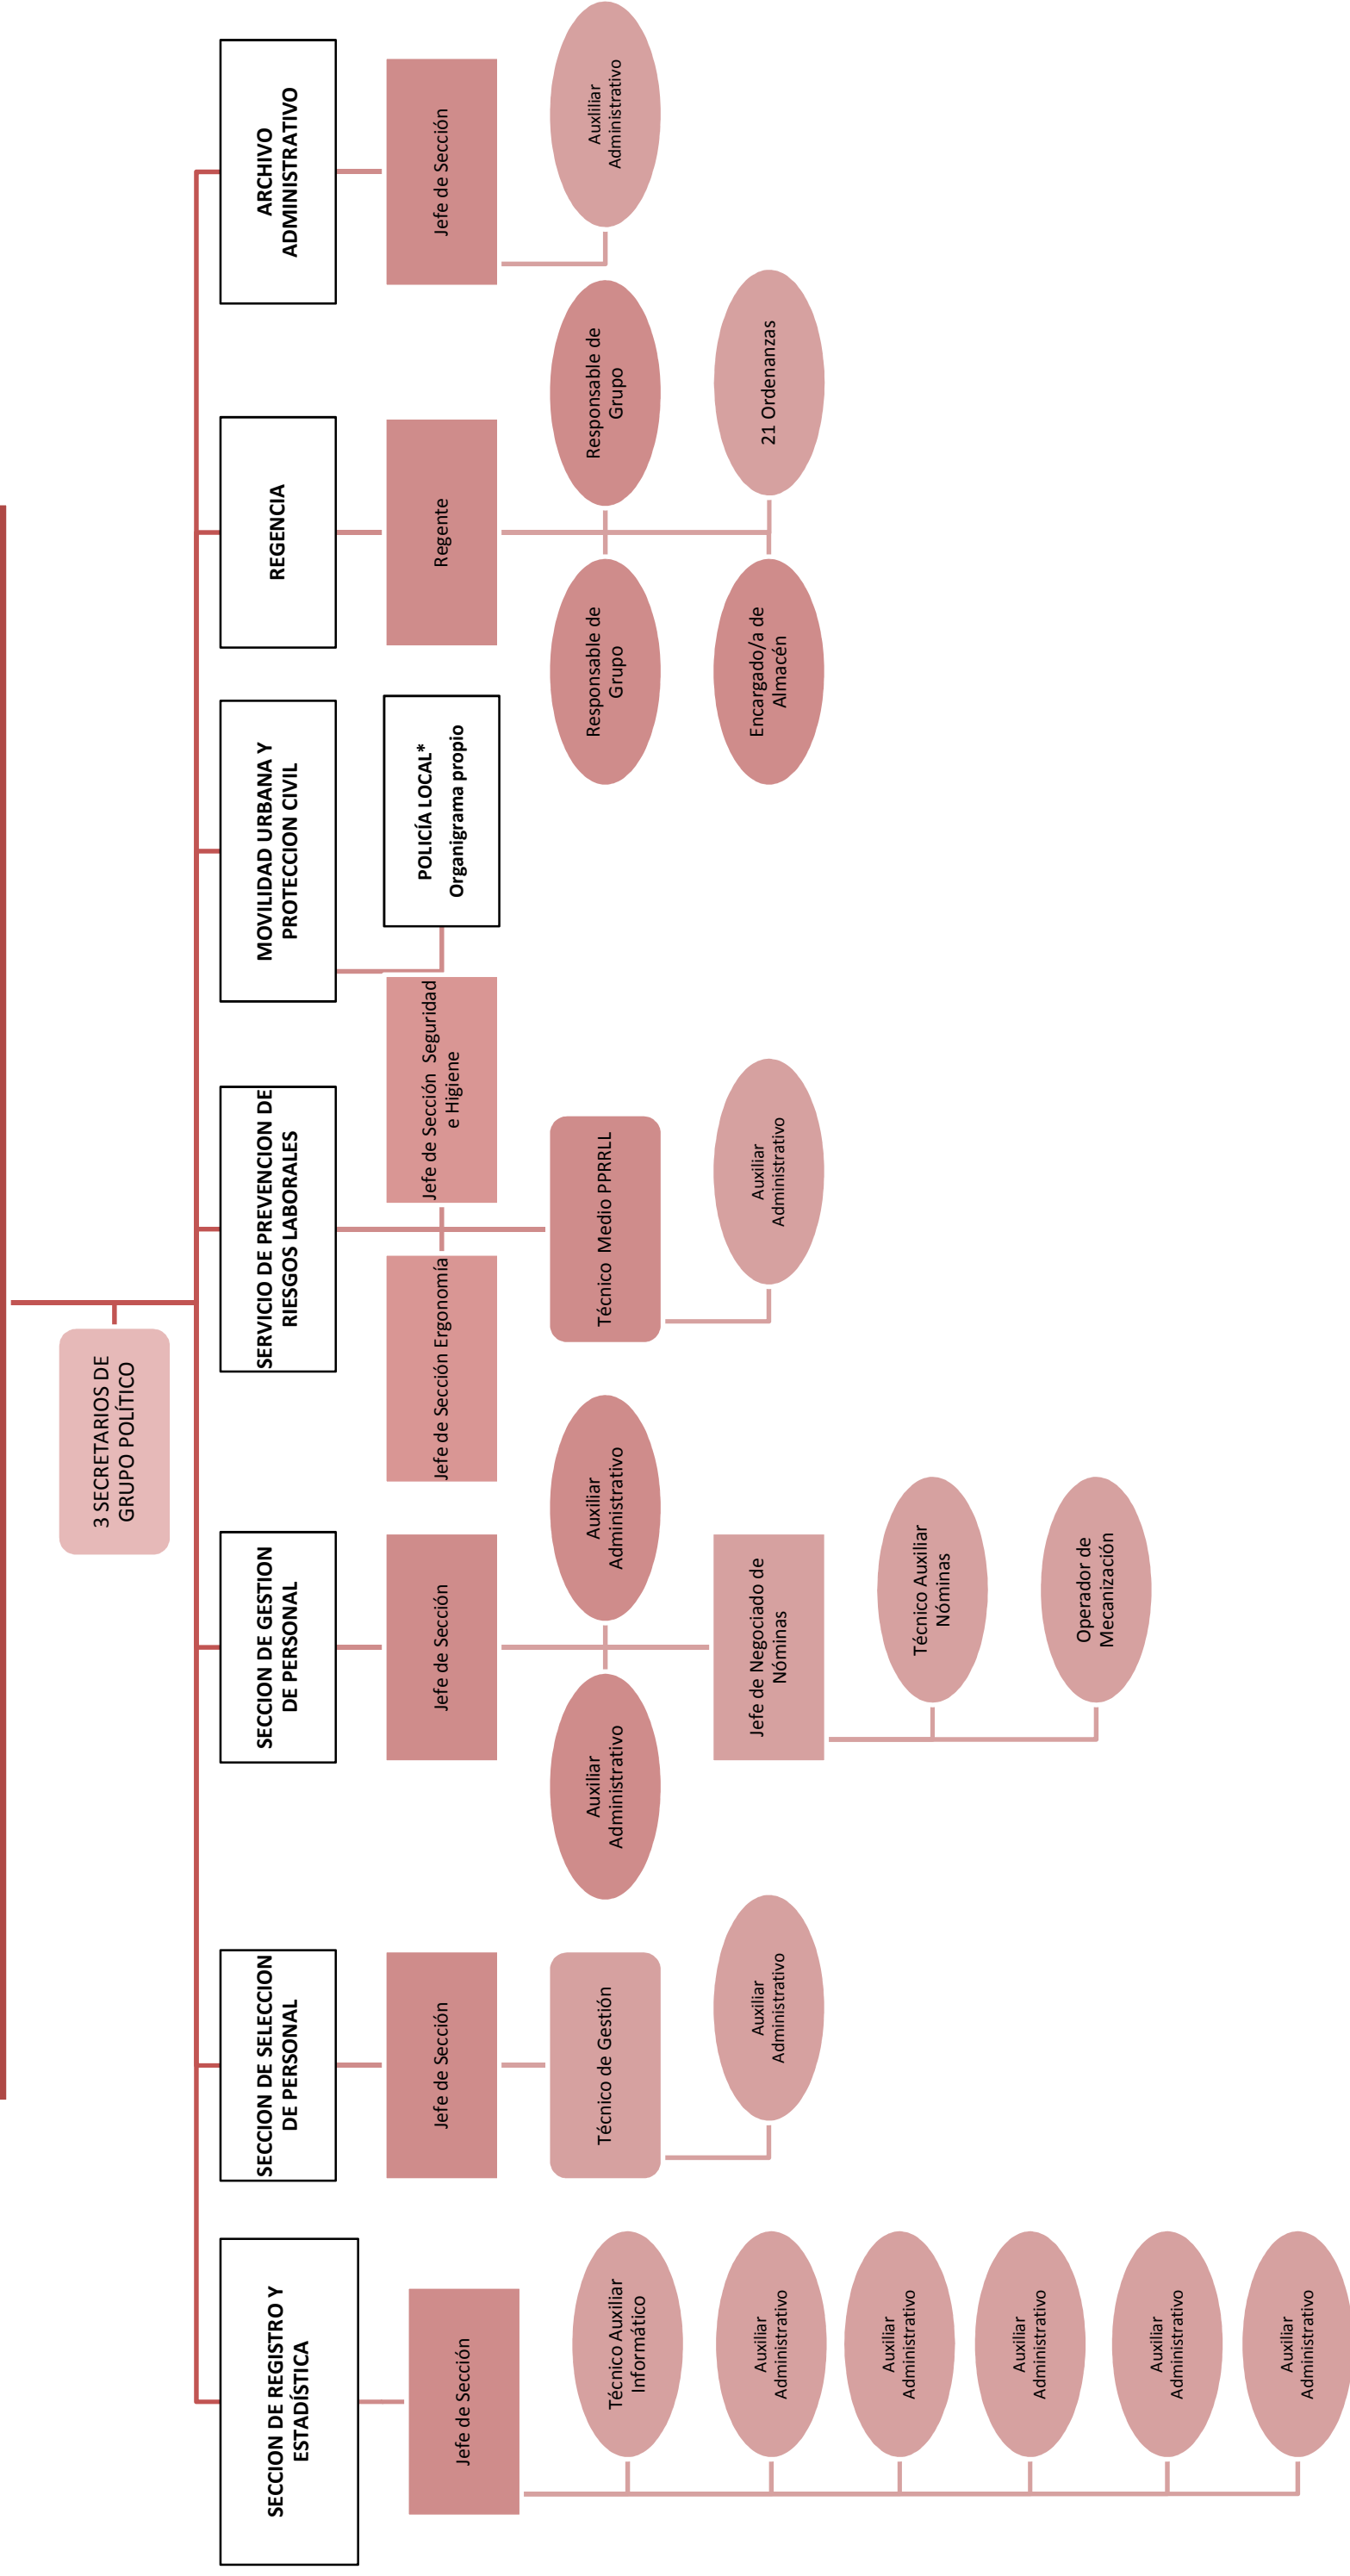 3 SECRETARIOS DE
GRUPO POLÍTICO
SECCION DE REGISTRO Y
ESTADÍSTICA
Jefe de Sección
Técnico Auxiliar
Informático
Auxiliar
Administrativo
Auxiliar
Administrativo
Auxiliar
Administrativo
Auxiliar
Administrativo
Auxiliar
Administrativo
SECCION DE SELECCION
DE PERSONAL
Jefe de Sección
Técnico de Gestión
Auxiliar
Administrativo
SECCION DE GESTION
DE PERSONAL
Jefe de Sección
Auxiliar
Administrativo
Auxiliar
Administrativo
Jefe de Negociado de
Nóminas
Técnico Auxiliar
Nóminas
Operador de
Mecanización
SERVICIO DE PREVENCION DE
RIESGOS LABORALES
Jefe de Sección Ergonomía
Jefe de Sección Seguridad
e Higiene
Técnico Medio PPRRLL
Auxiliar
Administrativo
MOVILIDAD URBANA Y
PROTECCION CIVIL
POLICÍA LOCAL*
Organigrama propio
REGENCIA
Regente
Responsable de
Grupo
Responsable de
Grupo
Encargado/a de
Almacén
21 Ordenanzas
ARCHIVO
ADMINISTRATIVO
Jefe de Sección
Auxliliar
Administrativo